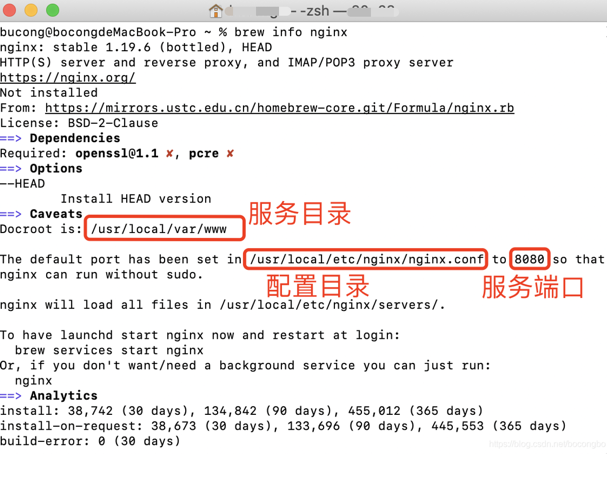 --zsh —
bucong@bocongdeMacBook-Pro ~ % brew info nginx
nginx: stable 1.19.6 (bottled), HEAD
HTTP(S) server and reverse proxy, and IMAP/POP3 proxy server
https://nginx.org/
Not installed
From: https://mirrors.ustc.edu.cn/homebrew-core.git/Formula/nginx.rb
License: BSD-2-Clause
==> Dependencies
Required: openssl@1.1 ✘, pcre ✘
==> Options
--HEAD
Install HEAD version
==> Caveats
服务目录
Docroot is: /usr/local/var/www
The default port has been set in /usr/local/etc/nginx/nginx.conf to 8080 so that
nginx can run without sudo.
配置目录 服务端口
nginx will load all files in /usr/local/etc/nginx/servers/.
To have launchd start nginx now and restart at login:
brew services start nginx
Or, if you don't want/need a background service you can just run:
nginx
==> Analytics
install: 38,742 (30 days), 134,842 (90 days), 455,012 (365 days)
install-on-request: 38,673 (30 days), 133,696 (90 days), 445,553 (365 days)
build-error: 0 (30 days)